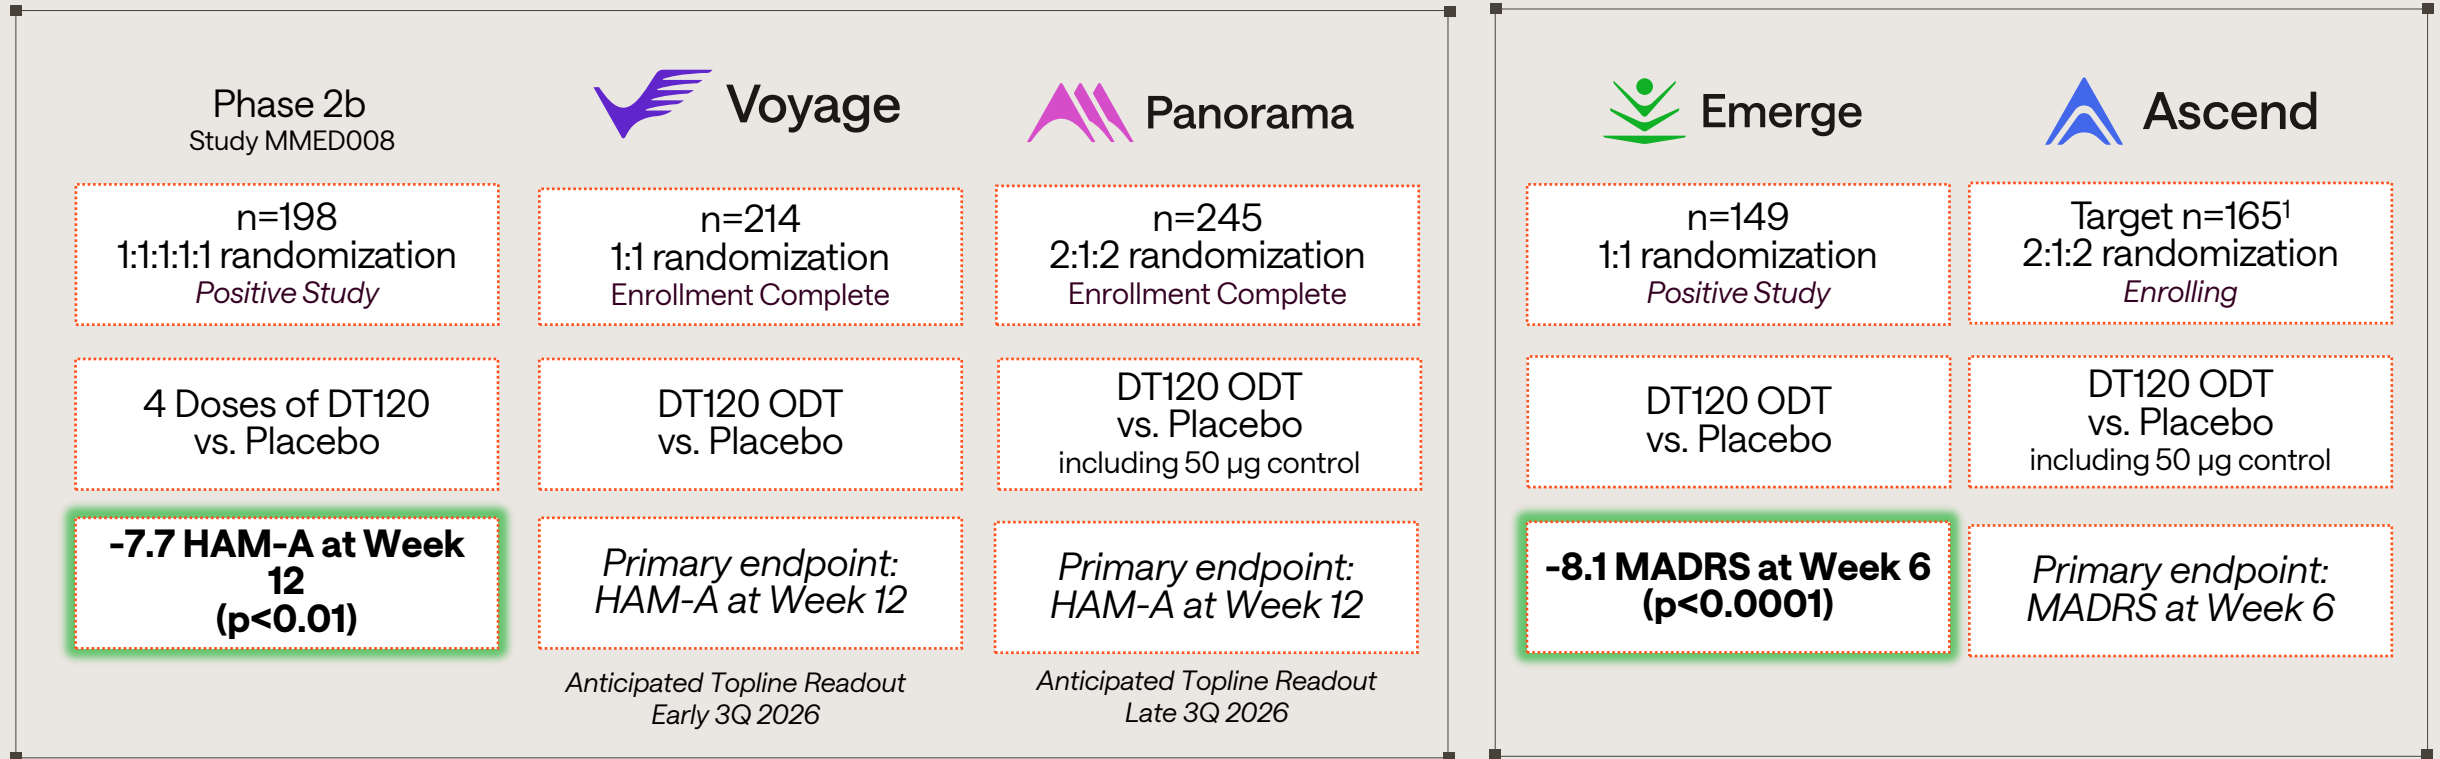 Phase 2b
Study MMED008
n=198
1:1:1:1:1 randomization
Positive Study
4 Doses of DT120
vs. Placebo
-7.7 HAM-A at Week
12
(p<0.01)
Voyage
n=214
1:1 randomization
Enrollment Complete
DT120 ODT
vs. Placebo
Primary endpoint:
HAM-A at Week 12
Anticipated Topline Readout
Early 3Q 2026
Panorama
n=245
2:1:2 randomization
Enrollment Complete
DT120 ODT
vs. Placebo
including 50 µg control
Primary endpoint:
HAM-A at Week 12
Anticipated Topline Readout
Late 3Q 2026
Emerge
n=149
1:1 randomization
Positive Study
DT120 ODT
vs. Placebo
-8.1 MADRS at Week 6
(p<0.0001)
Ascend
Target n=165¹
2:1:2 randomization
Enrolling
DT120 ODT
vs. Placebo
including 50 µg control
Primary endpoint:
MADRS at Week 6